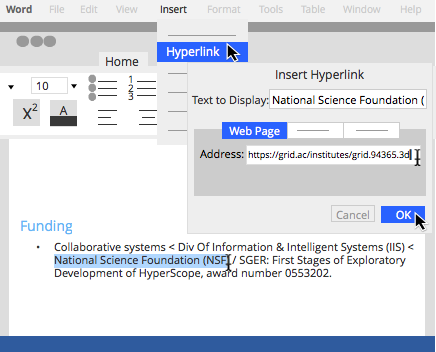 Word File Edit View Insert Format Tools Table Window Help
Hyperlink
Home
10
X2
A
1
2
3
Insert Hyperlink
Text to Display: National Science Foundation (
Web Page
Address: https://grid.ac/institutes/grid.94365.3d
Cancel OK
Funding
• Collaborative systems < Div Of Information & Intelligent Systems (IIS) <
National Science Foundation (NSF) / SGER: First Stages of Exploratory
Development of HyperScope, award number 0553202.